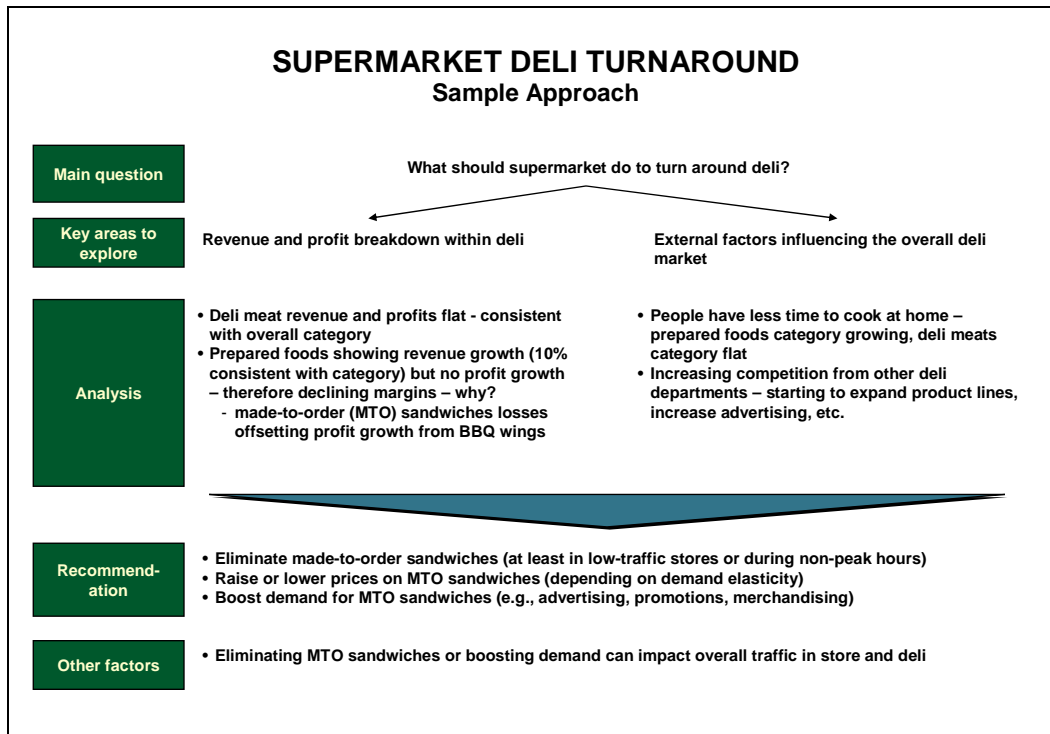 SUPERMARKET DELI TURNAROUND
Sample Approach
Main question
What should supermarket do to turn around deli?
Key areas to
explore
Revenue and profit breakdown within deli
External factors influencing the overall deli
market
Analysis
• Deli meat revenue and profits flat - consistent
with overall category
• Prepared foods showing revenue growth (10%
consistent with category) but no profit growth
– therefore declining margins – why?
- made-to-order (MTO) sandwiches losses
offsetting profit growth from BBQ wings
• People have less time to cook at home –
prepared foods category growing, deli meats
category flat
• Increasing competition from other deli
departments – starting to expand product lines,
increase advertising, etc.
Recommend-
ation
• Eliminate made-to-order sandwiches (at least in low-traffic stores or during non-peak hours)
• Raise or lower prices on MTO sandwiches (depending on demand elasticity)
• Boost demand for MTO sandwiches (e.g., advertising, promotions, merchandising)
Other factors
• Eliminating MTO sandwiches or boosting demand can impact overall traffic in store and deli